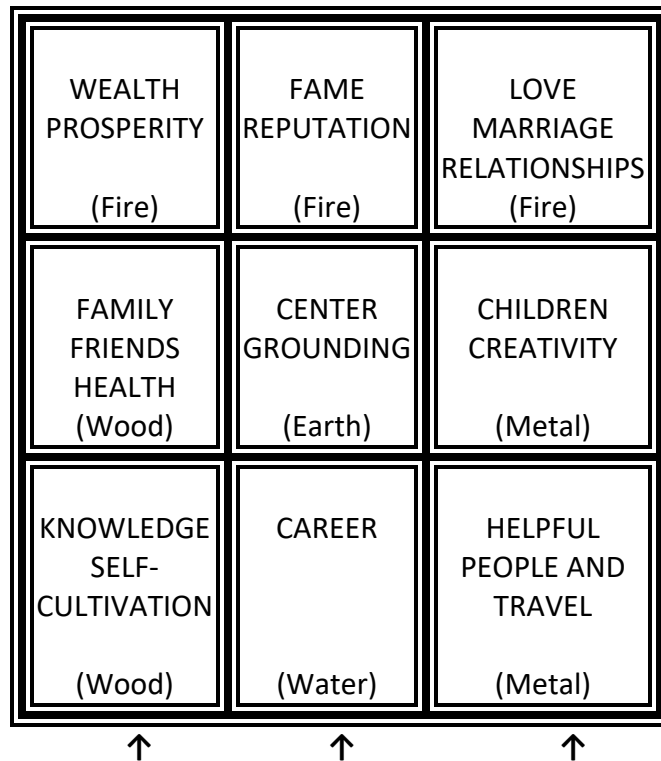 WEALTH
PROSPERITY
(Fire)
FAME
REPUTATION
(Fire)
LOVE
MARRIAGE
RELATIONSHIPS
(Fire)
FAMILY
FRIENDS
HEALTH
(Wood)
CENTER
GROUNDING
(Earth)
CHILDREN
CREATIVITY
(Metal)
KNOWLEDGE
SELF-
CULTIVATION
(Wood)
CAREER
(Water)
HELPFUL
PEOPLE AND
TRAVEL
(Metal)
↑ ↑ ↑